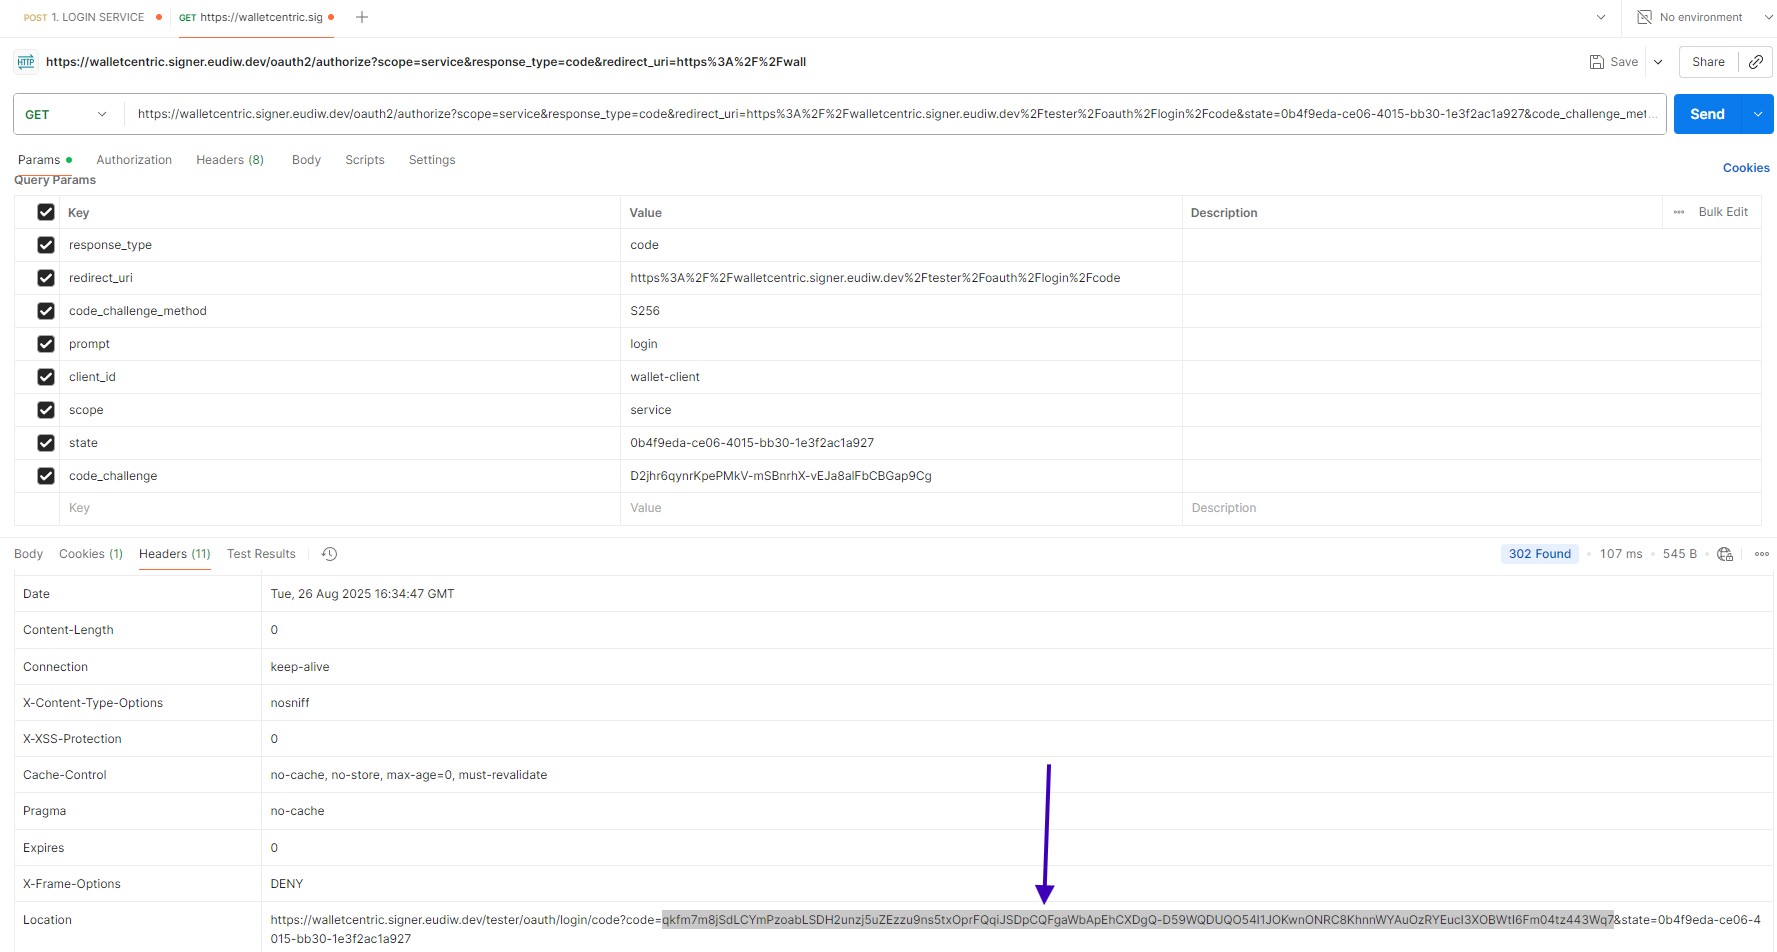 POST 1. LOGIN SERVICE
GET https://walletcentric.sig
No environment
HTTP https://walletcentric.signer.eudiw.dev/oauth2/authorize?scope=service&response_type=code&redirect_uri=https%3A%2F%2Fwall
Save
Share
GET https://walletcentric.signer.eudiw.dev/oauth2/authorize?scope=service&response_type=code&redirect_uri=https%3A%2F%2Fwalletcentric.signer.eudiw.dev%2Ftester%2Foauth%2Flogin%2Fcode&state=0b4f9eda-ce06-4015-bb30-1e3f2ac1a927&code_challenge_met...
Send
Params Authorization Headers (8) Body Scripts Settings
Cookies
Query Params
Key Value Description ••• Bulk Edit
response_type code
redirect_uri https%3A%2F%2Fwalletcentric.signer.eudiw.dev%2Ftester%2Foauth%2Flogin%2Fcode
code_challenge_method S256
prompt login
client_id wallet-client
scope service
state 0b4f9eda-ce06-4015-bb30-1e3f2ac1a927
code_challenge D2jhr6qynrKpePMkV-mSBnrhX-vEJa8alFbCBGap9Cg
Key Value Description
Body Cookies (1) Headers (11) Test Results
302 Found • 107 ms • 545 B •
Date Tue, 26 Aug 2025 16:34:47 GMT
Content-Length 0
Connection keep-alive
X-Content-Type-Options nosniff
X-XSS-Protection 0
Cache-Control no-cache, no-store, max-age=0, must-revalidate
Pragma no-cache
Expires 0
X-Frame-Options DENY
Location https://walletcentric.signer.eudiw.dev/tester/oauth/login/code?code=qkfm7m8jSdLCYmPzoabLSDH2unzj5uZEzzu9ns5txOprFQqiJSDpCQFgaWbApEhCXDgQ-D59WQDUQO54I1JOKwnONRC8KhnnWYAuOzRYEucI3XOBWtI6Fm04tz443Wq7&state=0b4f9eda-ce06-4
015-bb30-1e3f2ac1a927